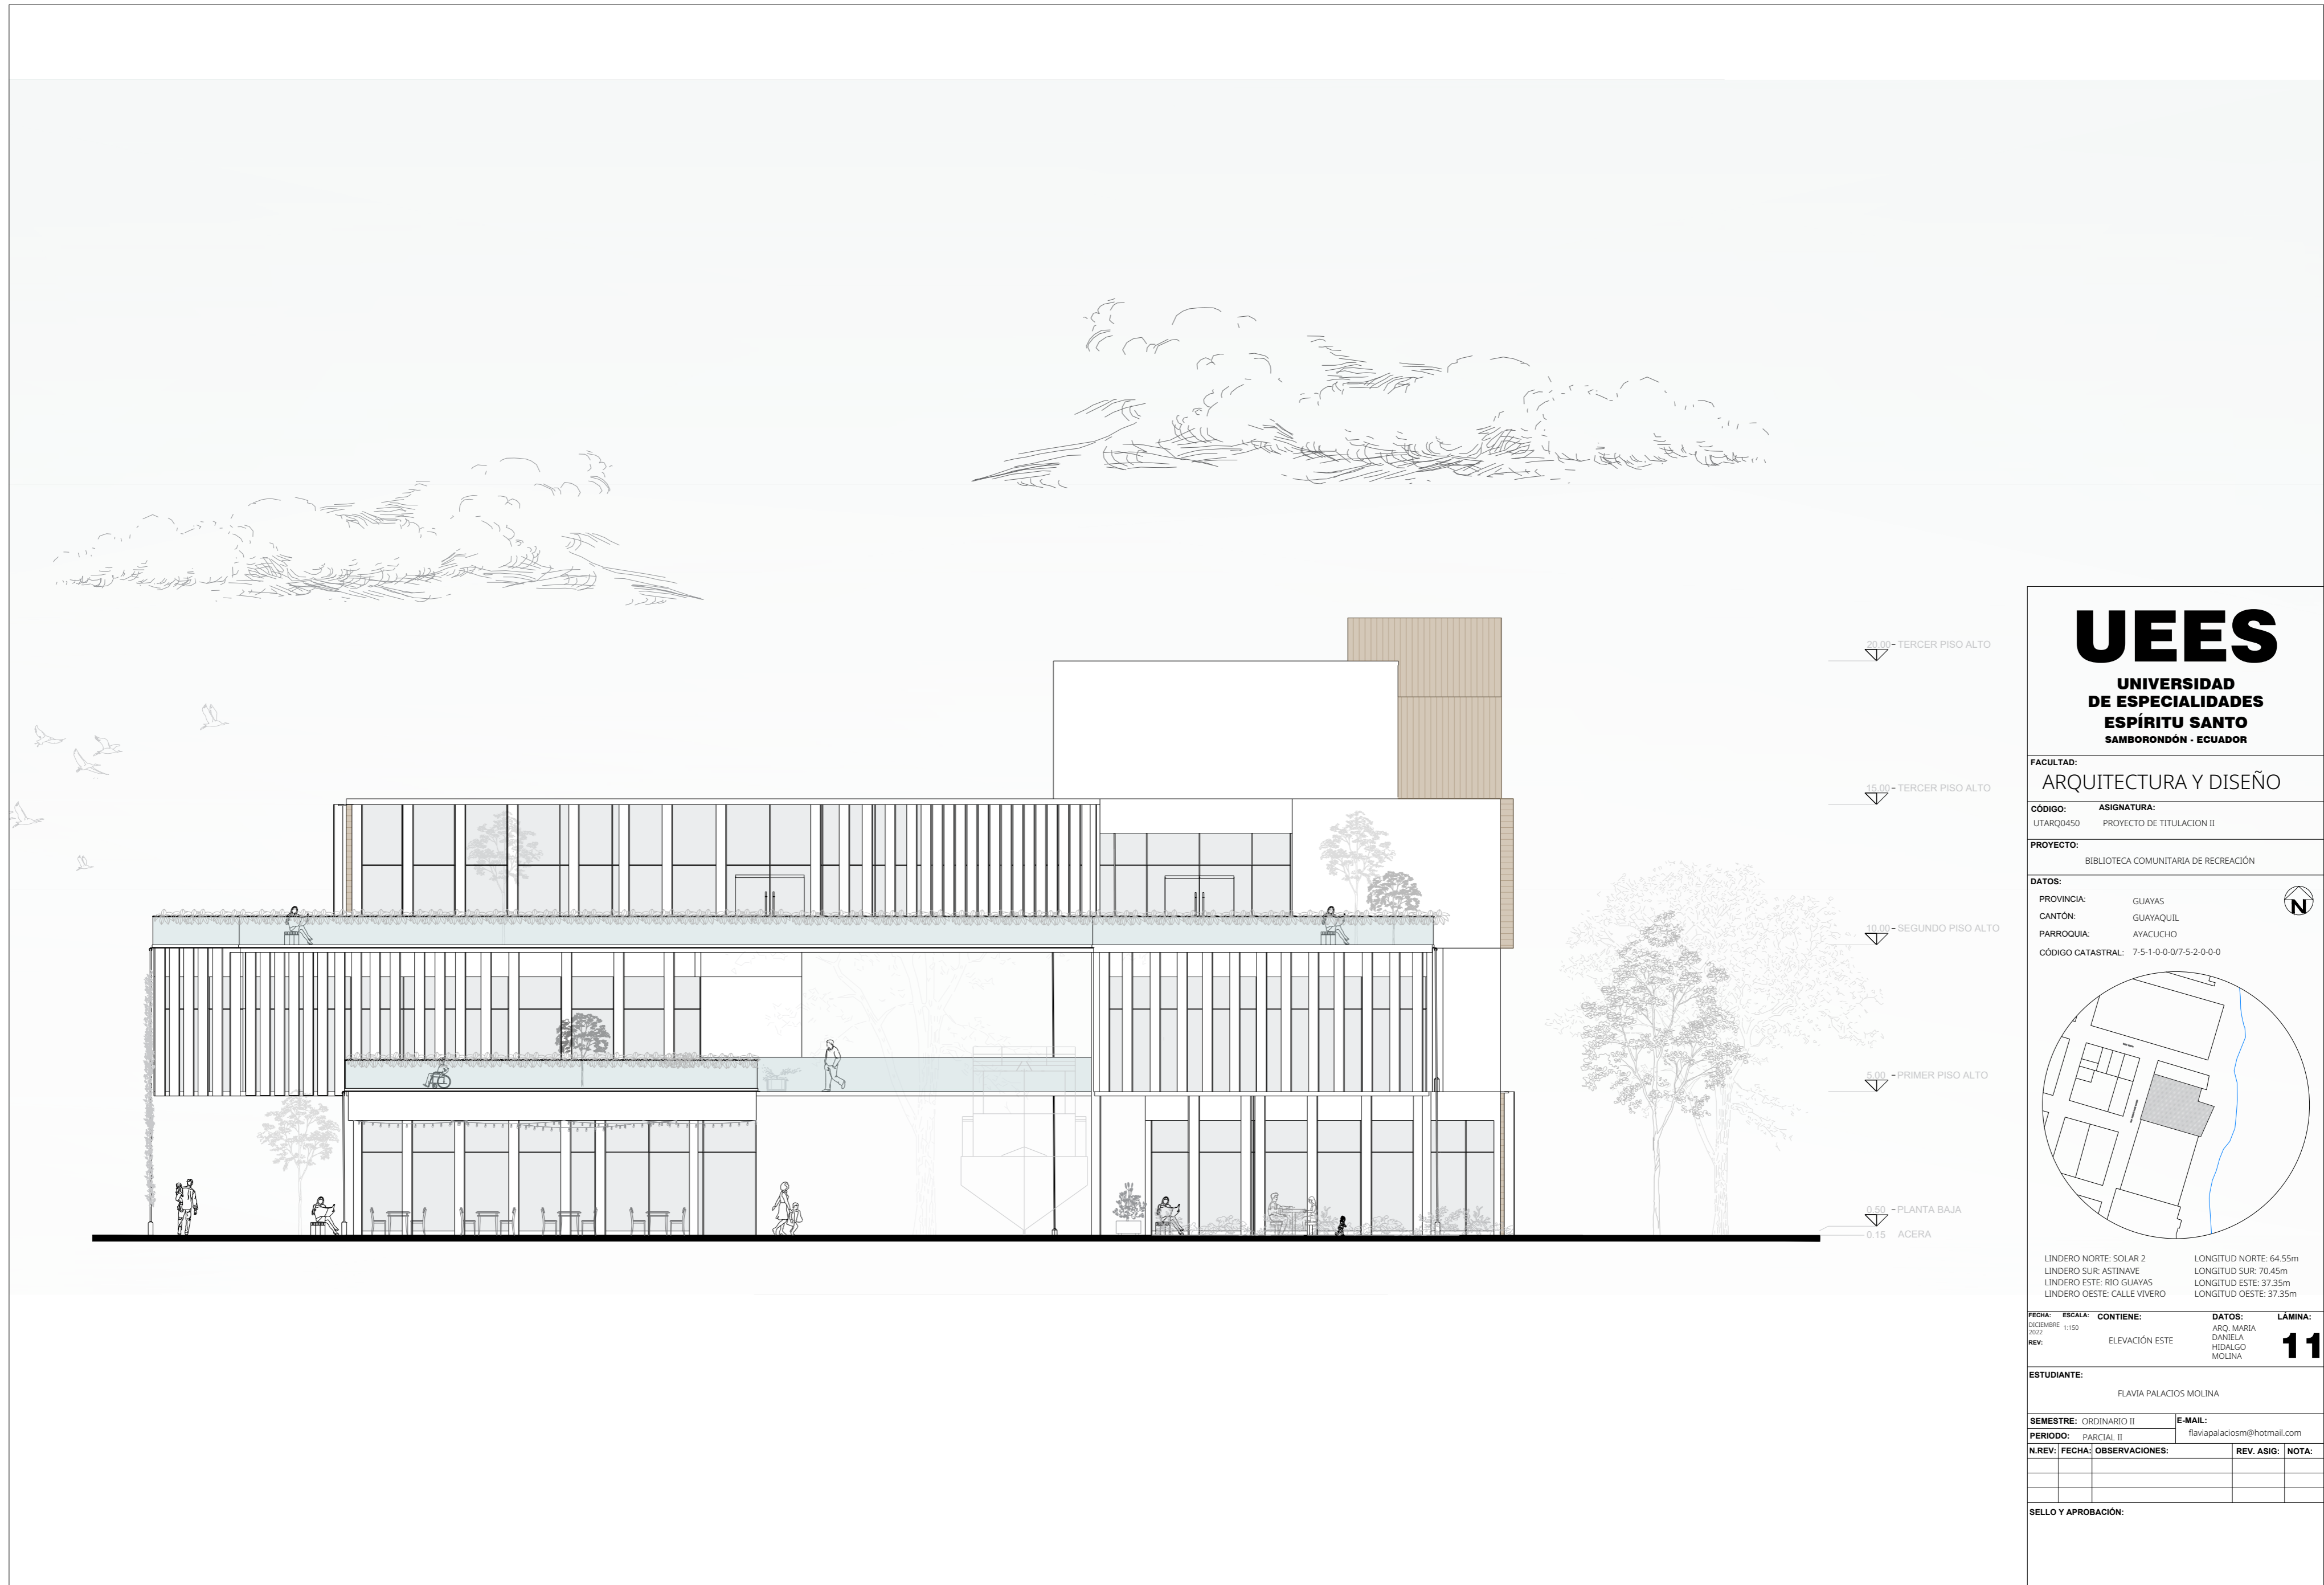 20.00 - TERCER PISO ALTO
15.00 - TERCER PISO ALTO
10.00 - SEGUNDO PISO ALTO
5.00 - PRIMER PISO ALTO
0.50 - PLANTA BAJA
0.15 ACERA
UEES
UNIVERSIDAD
DE ESPECIALIDADES
ESPÍRITU SANTO
SAMBORONDÓN - ECUADOR
FACULTAD:
ARQUITECTURA Y DISEÑO
CÓDIGO: ASIGNATURA:
UTARQ0450 PROYECTO DE TITULACION II
PROYECTO:
BIBLIOTECA COMUNITARIA DE RECREACIÓN
DATOS:
N
PROVINCIA: GUAYAS
CANTÓN: GUAYAQUIL
PARROQUIA: AYACUCHO
CÓDIGO CATASTRAL: 7-5-1-0-0-0/7-5-2-0-0-0
LINDERO NORTE: SOLAR 2 LONGITUD NORTE: 64.55m
LINDERO SUR: ASTINAVE LONGITUD SUR: 70.45m
LINDERO ESTE: RIO GUAYAS LONGITUD ESTE: 37.35m
LINDERO OESTE: CALLE VIVERO LONGITUD OESTE: 37.35m
FECHA: ESCALA: CONTIENE: DATOS: LÁMINA:
DICIEMBRE
2022
1:150
REV:
ELEVACIÓN ESTE
ARQ. MARIA
DANIELA
HIDALGO
MOLINA
11
ESTUDIANTE:
FLAVIA PALACIOS MOLINA
SEMESTRE: ORDINARIO II E-MAIL:
PERIODO: PARCIAL II flaviapalaciosm@hotmail.com
N.REV: FECHA: OBSERVACIONES: REV. ASIG: NOTA:
SELLO Y APROBACIÓN: